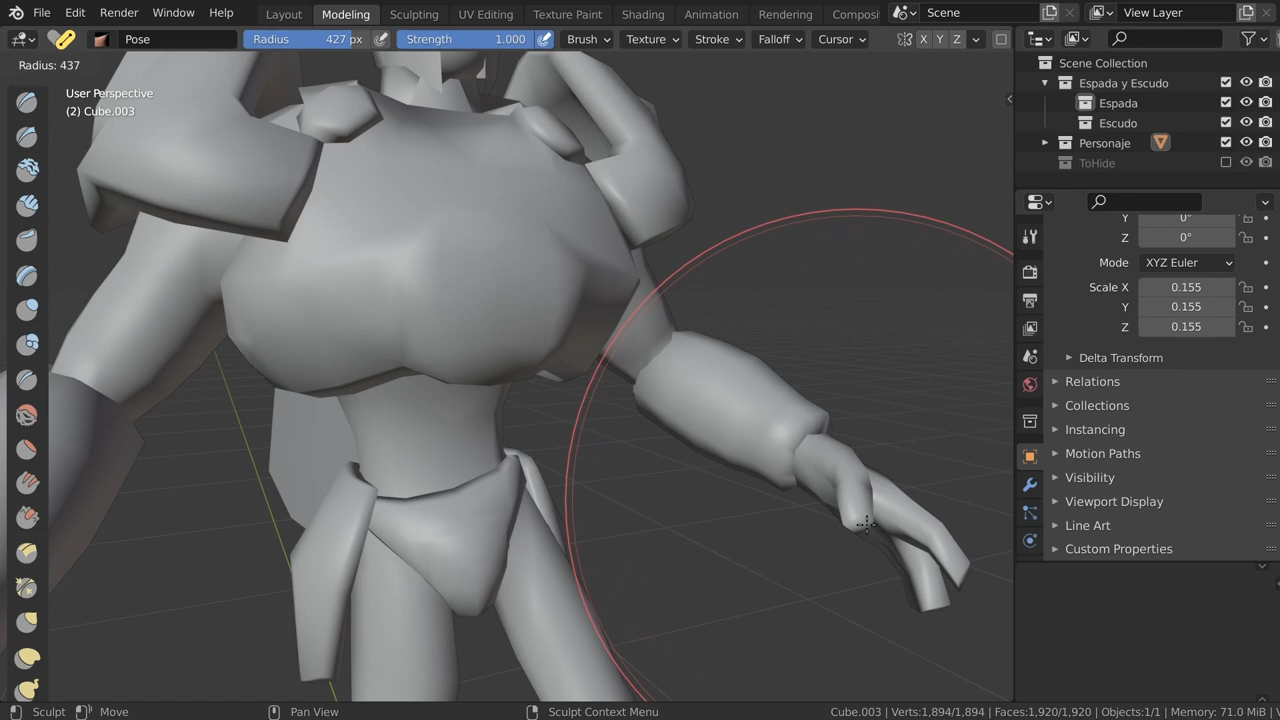 File Edit Render Window Help Layout Modeling Sculpting UV Editing Texture Paint Shading Animation Rendering Scene View Layer
Pose Radius 427 px Strength 1.000 Brush Texture Stroke Falloff Cursor X Y Z
Radius: 437
User Perspective
(2) Cube.003
Scene Collection
Espada y Escudo
Espada
Escudo
Personaje
ToHide
Y 0°
Z 0°
Mode XYZ Euler
Scale X 0.155
Y 0.155
Z 0.155
Delta Transform
Relations
Collections
Instancing
Motion Paths
Visibility
Viewport Display
Line Art
Custom Properties
Sculpt Move Pan View Sculpt Context Menu Cube.003 | Verts:1,894/1,894 | Faces:1,920/1,920 | Objects:1/1 | Memory: 71.0 MiB |